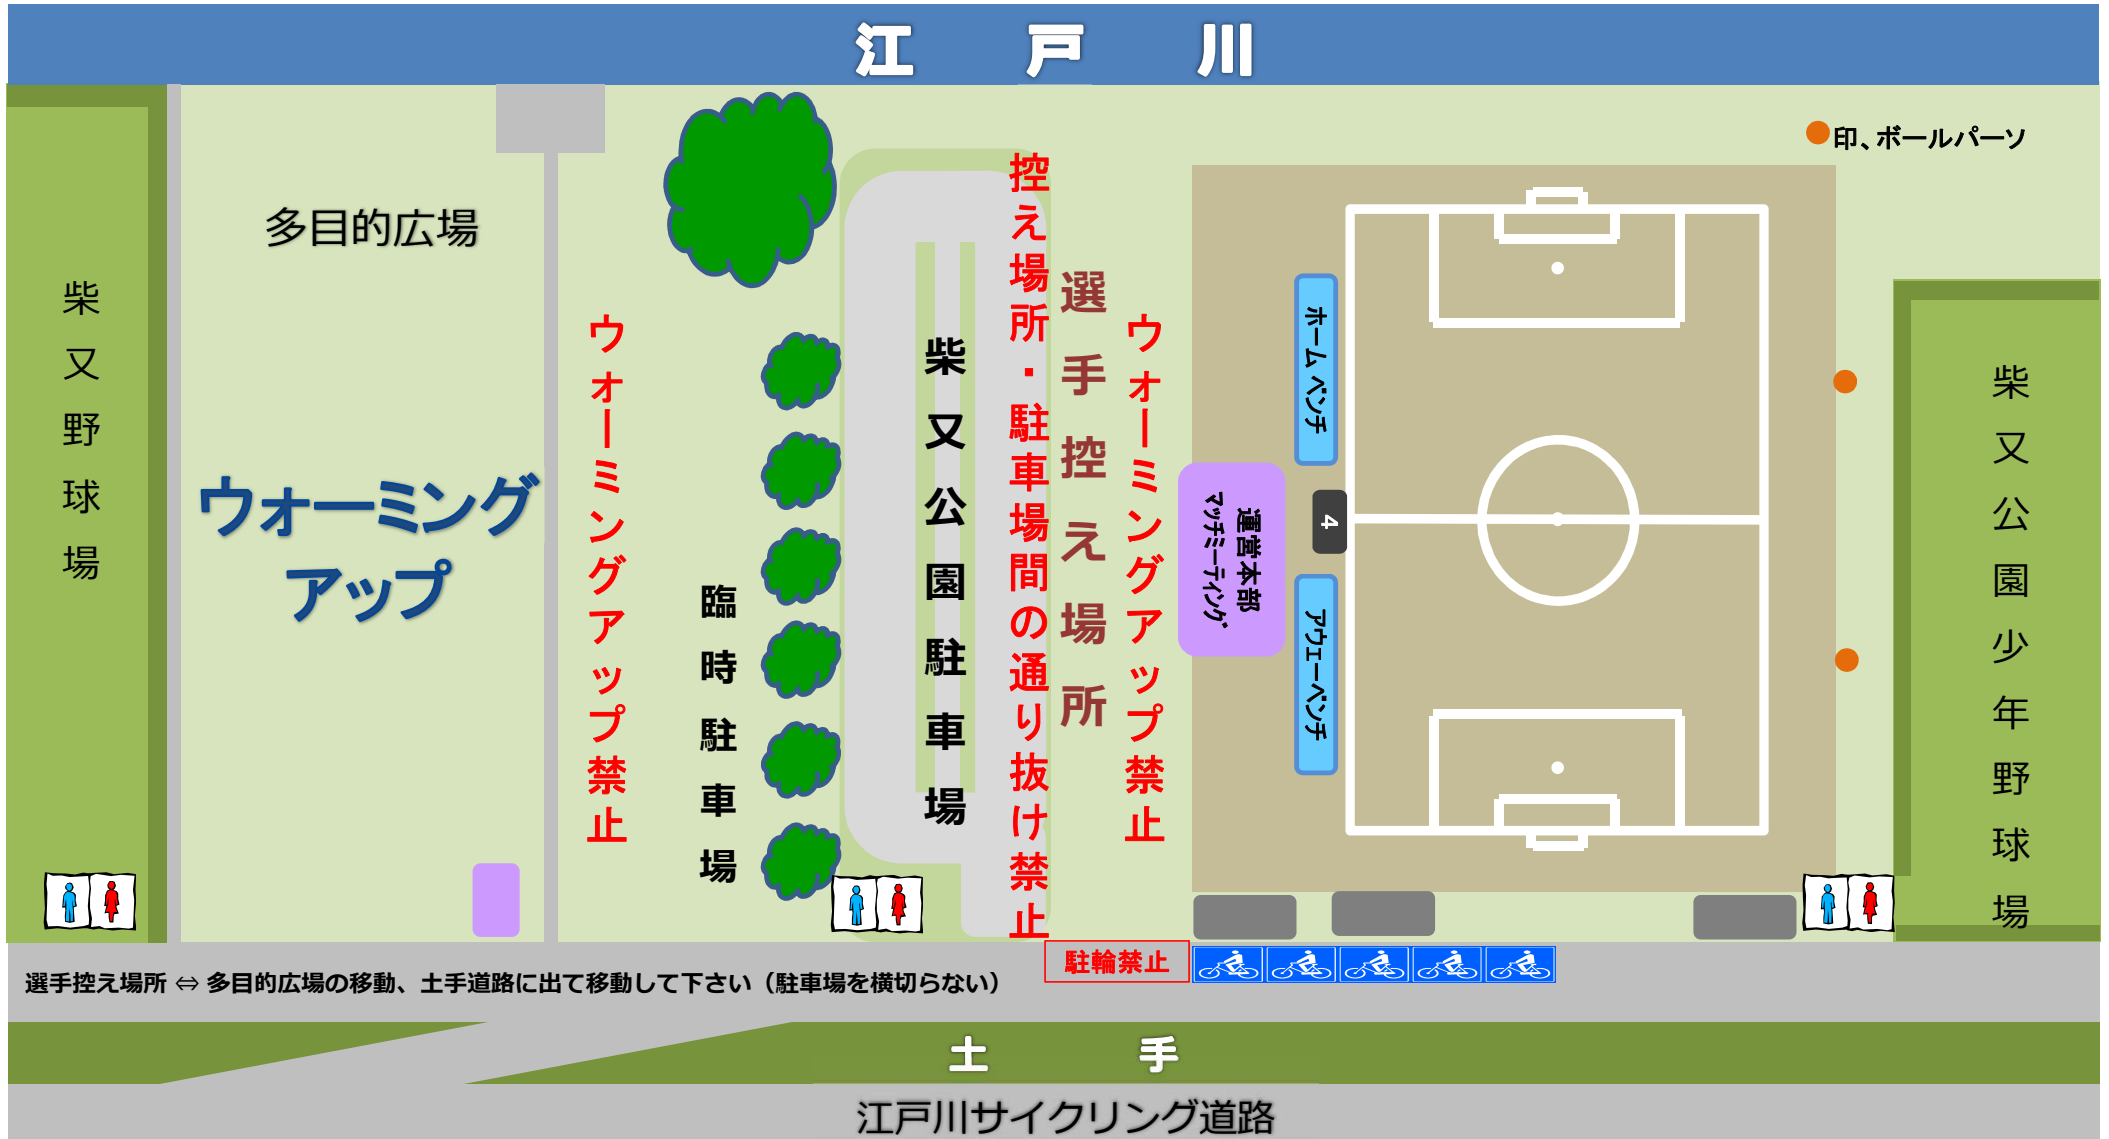 江戸川
印、ボールパーソ
多目的広場
柴又野球場
ウォーミング
アップ
ウォーミングアップ禁止
臨時駐車場
柴又公園駐車場
控え場所・駐車場間の通り抜け禁止
選手控え場所
ウォーミングアップ禁止
運営本部
マッチミーティング
ホーム ベンチ
4
アウェーベンチ
柴又公園少年野球場
駐輪禁止
選手控え場所 ⇔ 多目的広場の移動、土手道路に出て移動して下さい（駐車場を横切らない）
土手
江戸川サイクリング道路